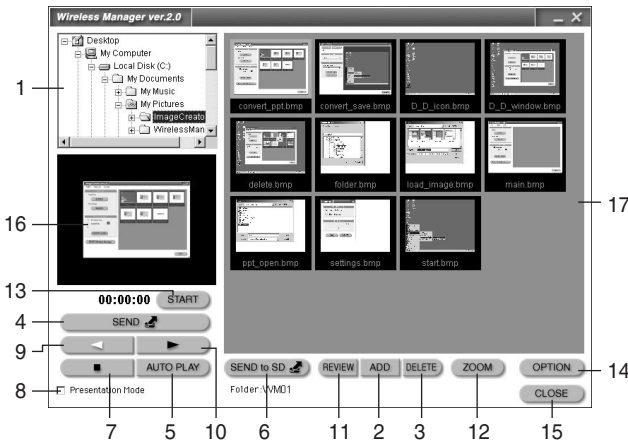 Wireless Manager ver.2.0
Desktop
My Computer
Local Disk (C:)
My Documents
My Music
My Pictures
ImageCreato
WirelessMan
1
convert_ppt.bmp
convert_save.bmp
D_D_icon.bmp
D_D_window.bmp
delete.bmp
folder.bmp
load_image.bmp
main.bmp
17
16
ppt_open.bmp
settings.bmp
start.bmp
13
00:00:00
START
4
SEND
9
AUTO PLAY
SEND to SD
REVIEW
ADD
DELETE
ZOOM
OPTION
14
8
Presentation Mode
Folder:WM01
CLOSE
7
5
10
6
11
2
3
12
15